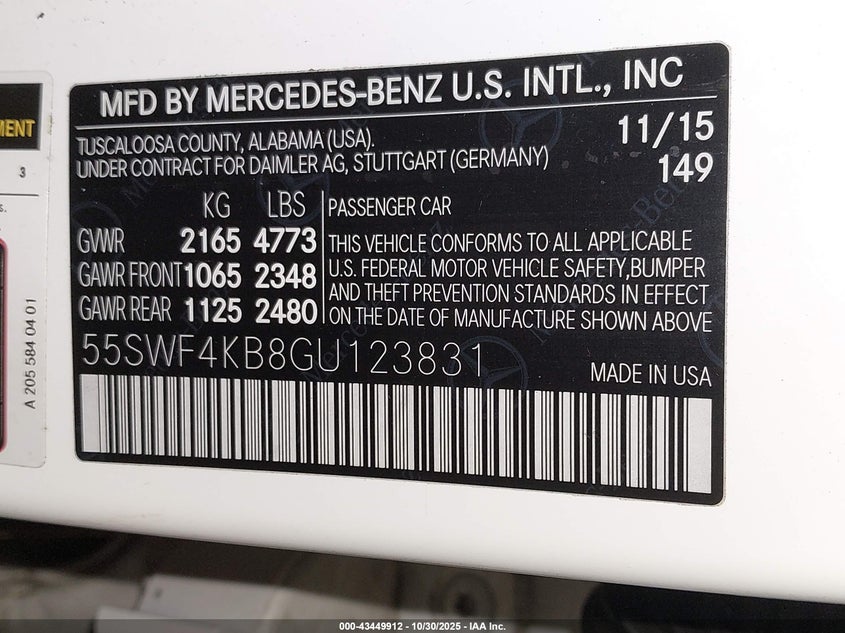 MFD BY MERCEDES-BENZ U.S. INTL., INC
TUSCALOOSA COUNTY, ALABAMA (USA).
UNDER CONTRACT FOR DAIMLER AG, STUTTGART (GERMANY)
11/15
149
KG LBS
GVWR 2165 4773
GAWR FRONT 1065 2348
GAWR REAR 1125 2480
PASSENGER CAR
THIS VEHICLE CONFORMS TO ALL APPLICABLE
U.S. FEDERAL MOTOR VEHICLE SAFETY,BUMPER
AND THEFT PREVENTION STANDARDS IN EFFECT
ON THE DATE OF MANUFACTURE SHOWN ABOVE
55SWF4KB8GU123831
MADE IN USA
MENT
3
s.
A 205 584 04 01
000-43449912 - 10/30/2025 - IAA Inc.